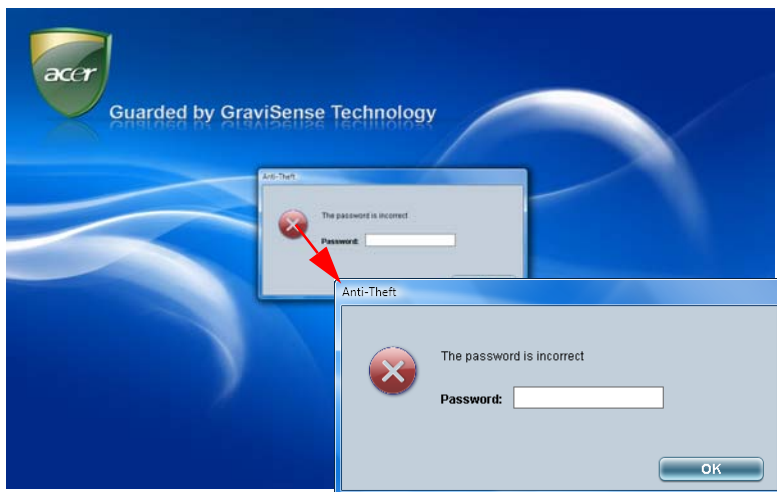 acer
Guarded by GraviSense Technology
Anti-Theft
The password is incorrect
Password:
Anti-Theft
The password is incorrect
Password:
OK